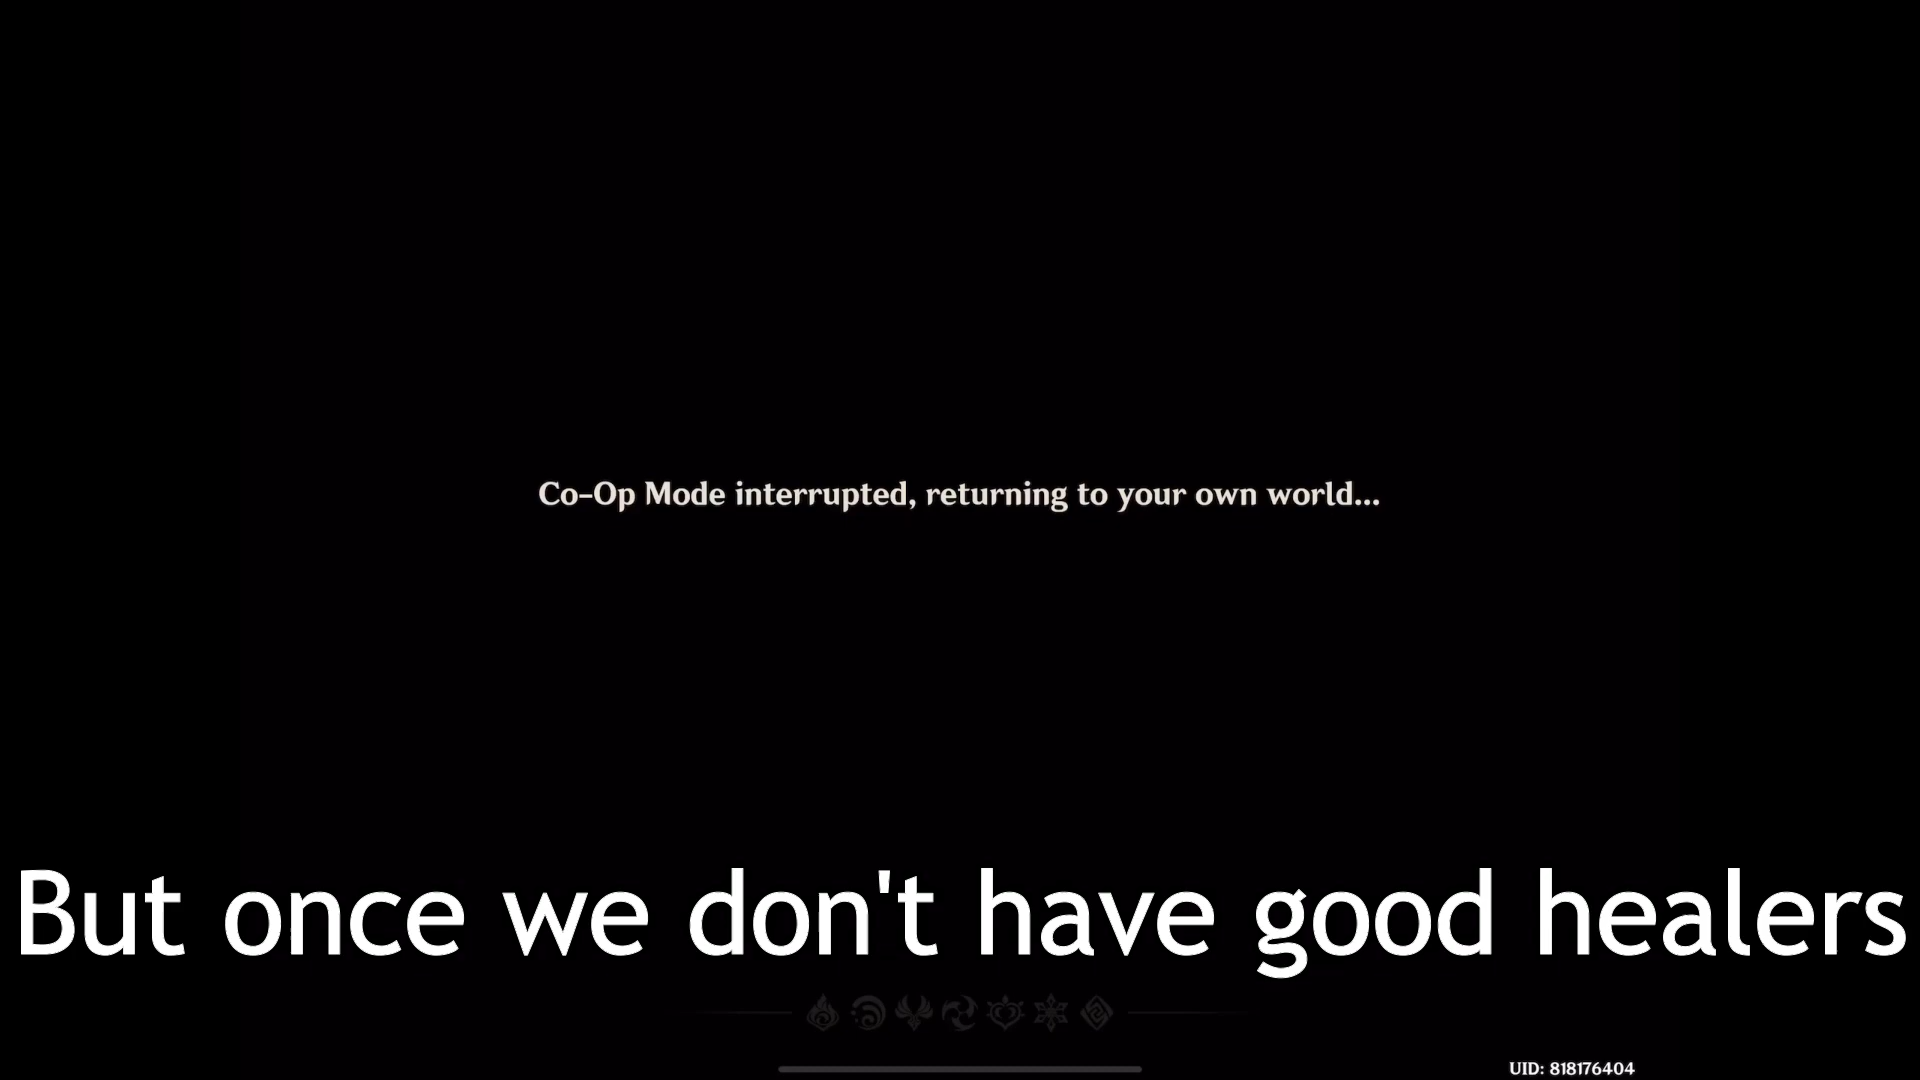 Co-Op Mode interrupted, returning to your own world...
But once we don't have good healers
UID: 818176404